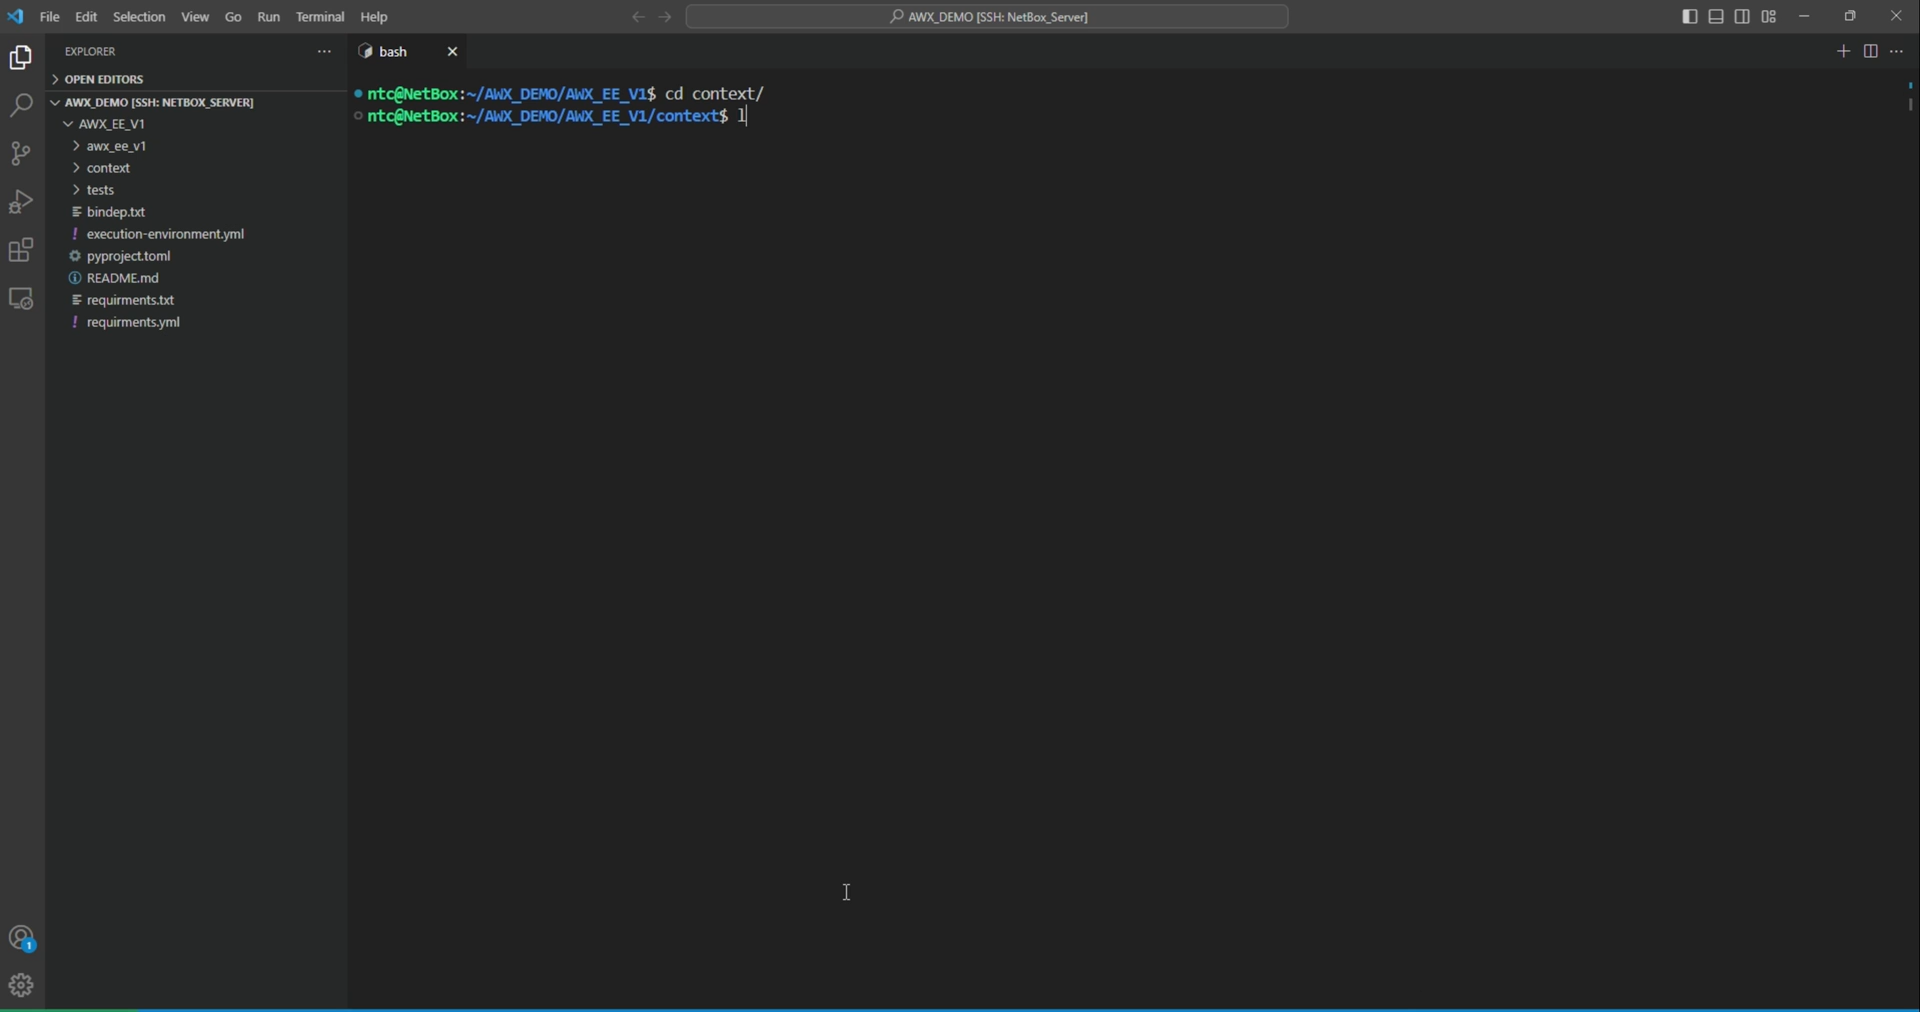 File Edit Selection View Go Run Terminal Help
AWX_DEMO [SSH: NetBox_Server]
EXPLORER
bash
OPEN EDITORS
AWX_DEMO [SSH: NETBOX_SERVER]
AWX_EE_V1
awx_ee_v1
context
tests
bindep.txt
execution-environment.yml
pyproject.toml
README.md
requirments.txt
requirments.yml
ntc@NetBox:~/AWX_DEMO/AWX_EE_V1$ cd context/
ntc@NetBox:~/AWX_DEMO/AWX_EE_V1/context$ l
1